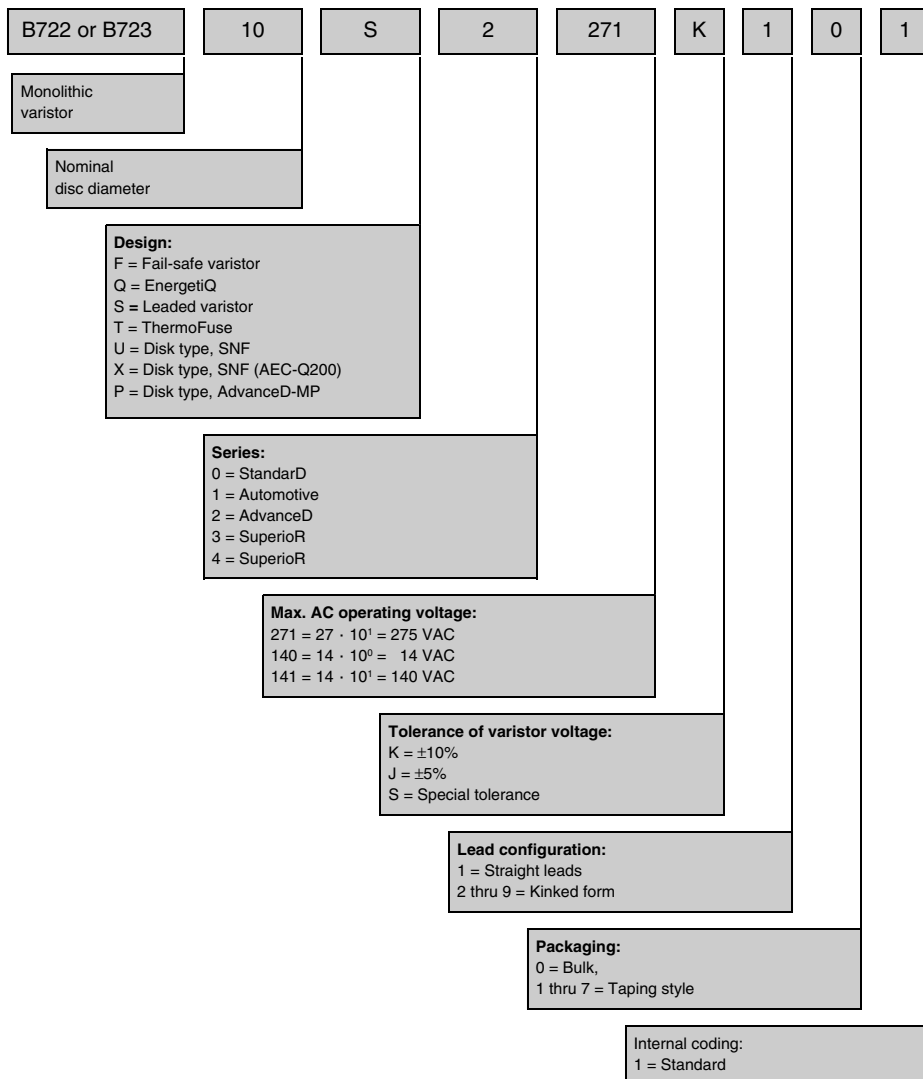 B722 or B723 10 S 2 271 K 1 0 1
Monolithic
varistor
Nominal
disc diameter
Design:
F = Fail-safe varistor
Q = EnergetiQ
S = Leaded varistor
T = ThermoFuse
U = Disk type, SNF
X = Disk type, SNF (AEC-Q200)
P = Disk type, AdvanceD-MP
Series:
0 = StandarD
1 = Automotive
2 = AdvanceD
3 = SuperioR
4 = SuperioR
Max. AC operating voltage:
271 = 27 · 10¹ = 275 VAC
140 = 14 · 10⁰ = 14 VAC
141 = 14 · 10¹ = 140 VAC
Tolerance of varistor voltage:
K = ±10%
J = ±5%
S = Special tolerance
Lead configuration:
1 = Straight leads
2 thru 9 = Kinked form
Packaging:
0 = Bulk,
1 thru 7 = Taping style
Internal coding:
1 = Standard